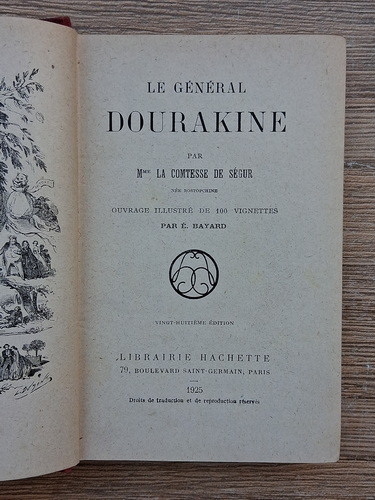 LE GÉNÉRAL
DOURAKINE
PAR
Mme LA COMTESSE DE SÉGUR
NÉE ROSTOPCHINE
OUVRAGE ILLUSTRÉ DE 100 VIGNETTES
PAR É. BAYARD
VINGT-HUITIÈME ÉDITION
LIBRAIRIE HACHETTE
79, BOULEVARD SAINT-GERMAIN, PARIS
1925
Droits de traduction et de reproduction réservés